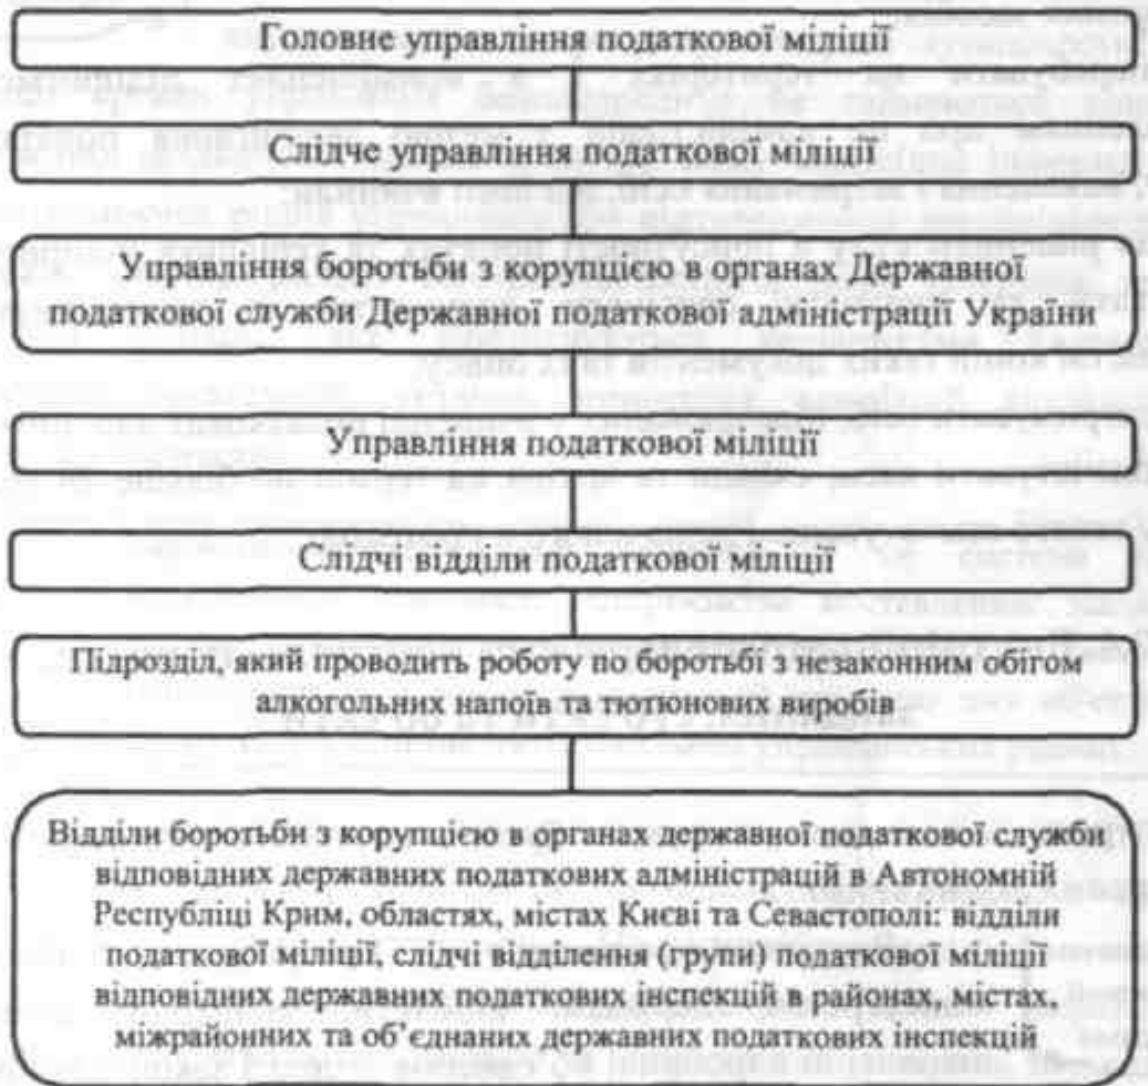 Головне управління податкової міліції
Слідче управління податкової міліції
Управління боротьби з корупцією в органах Державної
податкової служби Державної податкової адміністрації України
Управління податкової міліції
Слідчі відділи податкової міліції
Підрозділ, який проводить роботу по боротьбі з незаконним обігом
алкогольних напоїв та тютюнових виробів
Відділи боротьби з корупцією в органах державної податкової служби
відповідних державних податкових адміністрацій в Автономній
Республіці Крим, областях, містах Києві та Севастополі: відділи
податкової міліції, слідчі відділення (групи) податкової міліції
відповідних державних податкових інспекцій в районах, містах,
міжрайонних та об’єднаних державних податкових інспекцій